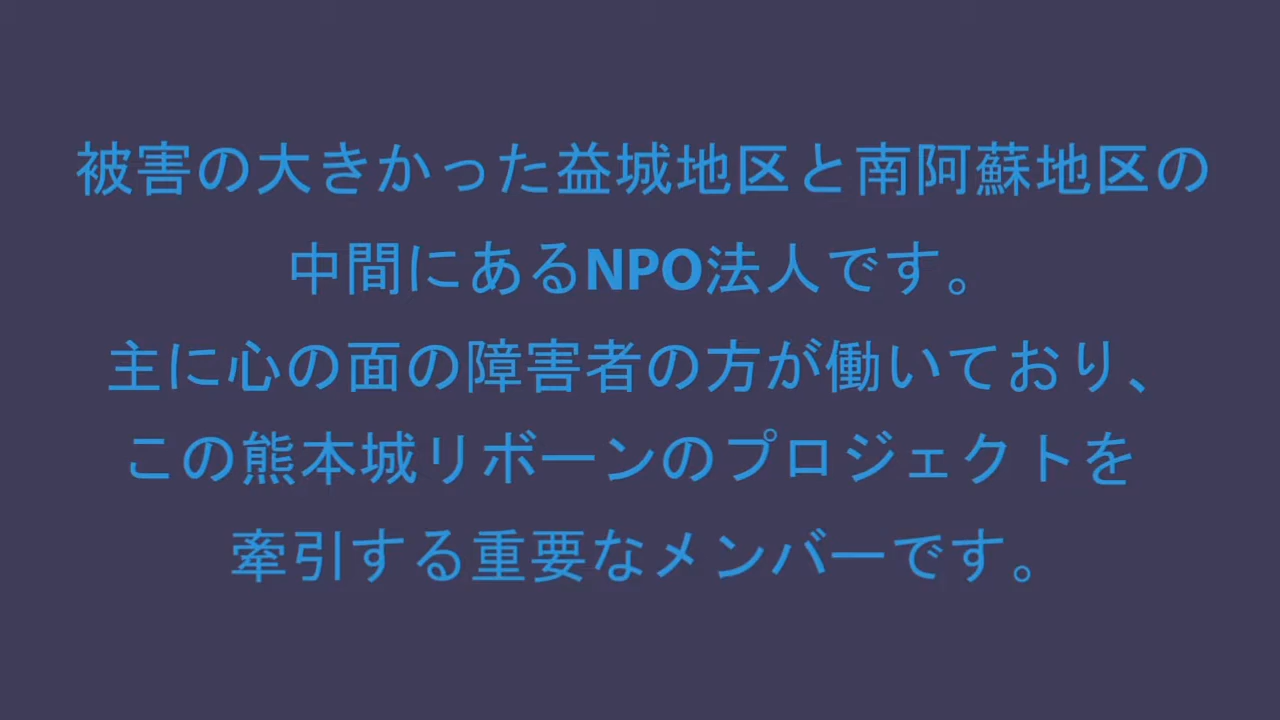 被害の大きかった益城地区と南阿蘇地区の
中間にあるNPO法人です。
主に心の面の障害者の方が働いており、
この熊本城リボーンのプロジェクトを
牽引する重要なメンバーです。